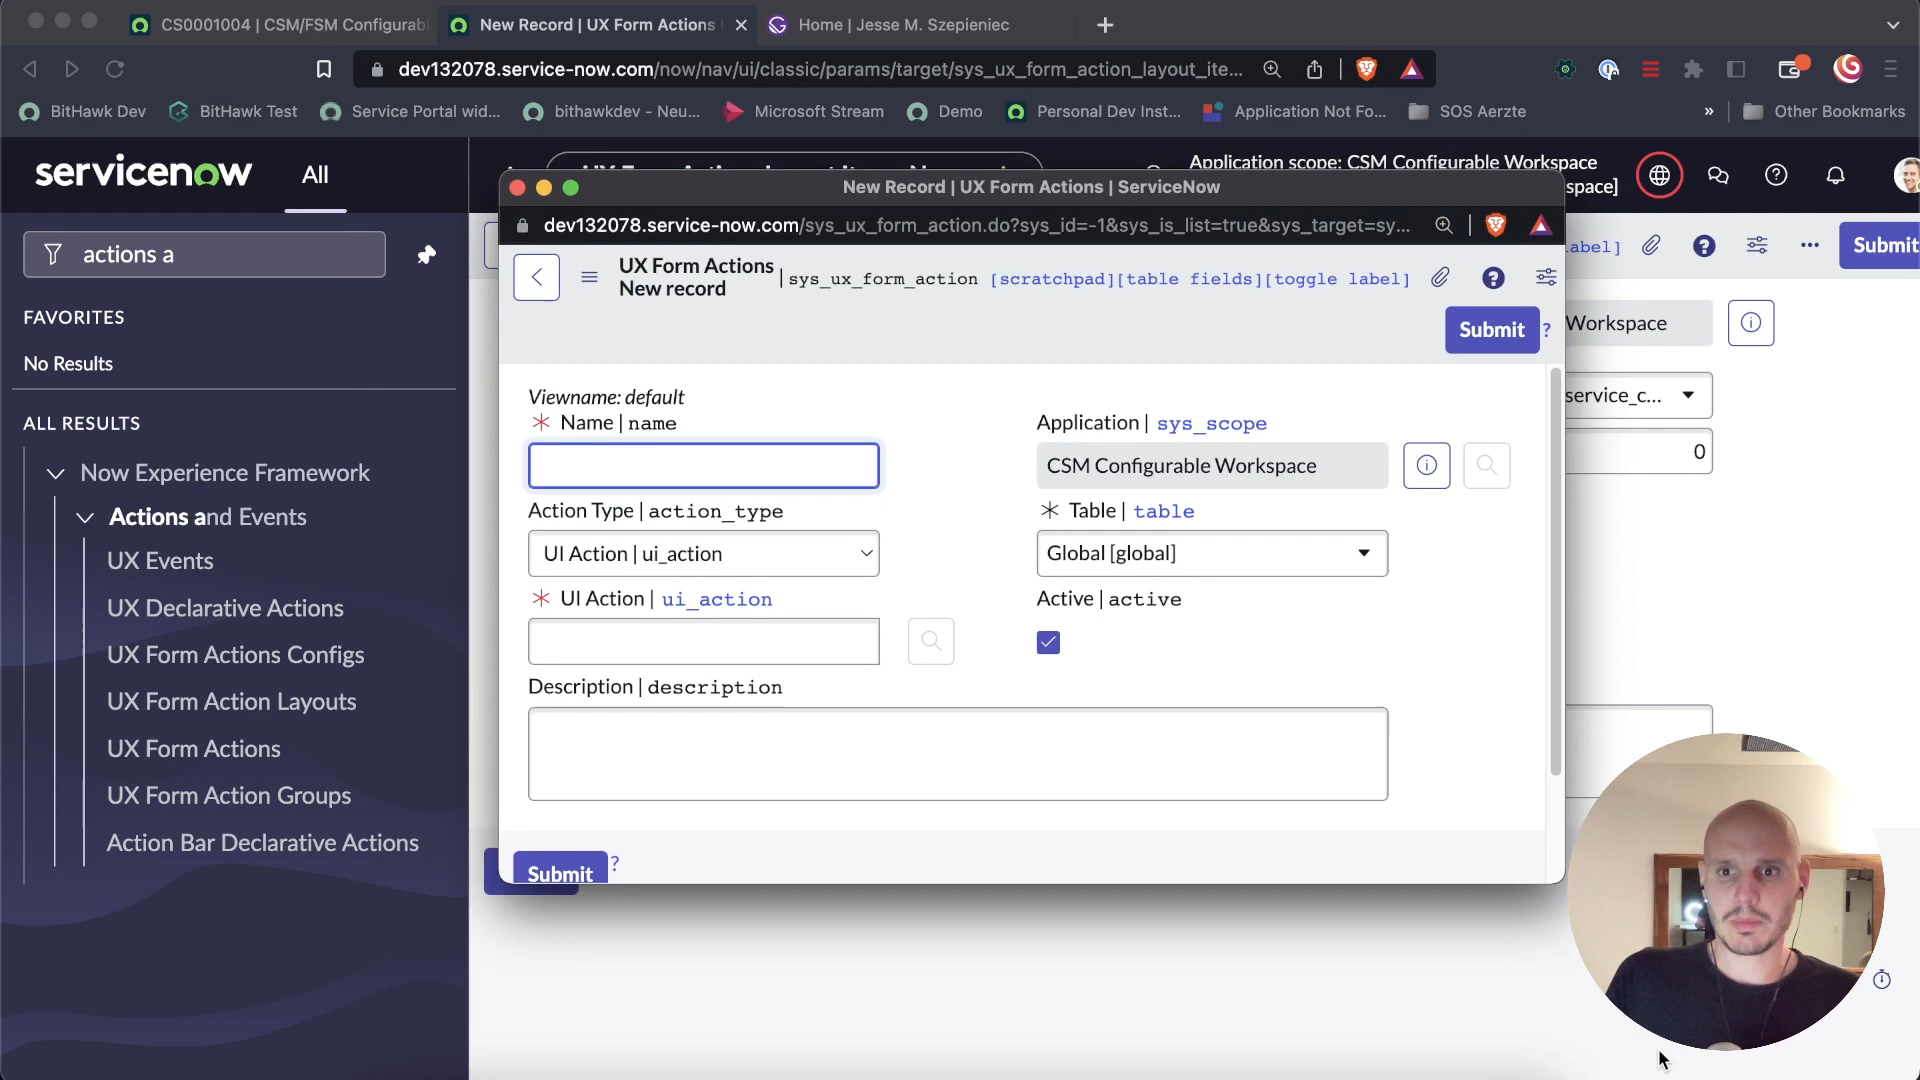 CS0001004 | CSM/FSM Configurabl
New Record | UX Form Actions
Home | Jesse M. Szepieniec
dev132078.service-now.com/now/nav/ui/classic/params/target/sys_ux_form_action_layout_ite...
BitHawk Dev
BitHawk Test
Service Portal wid...
bithawkdev - Neu...
Microsoft Stream
Demo
Personal Dev Inst...
Application Not Fo...
SOS Aerzte
»
Other Bookmarks
servicenow
All
Application scope: CSM Configurable Workspace
space]
actions a
FAVORITES
No Results
ALL RESULTS
Now Experience Framework
Actions and Events
UX Events
UX Declarative Actions
UX Form Actions Configs
UX Form Action Layouts
UX Form Actions
UX Form Action Groups
Action Bar Declarative Actions
New Record | UX Form Actions | ServiceNow
dev132078.service-now.com/sys_ux_form_action.do?sys_id=-1&sys_is_list=true&sys_target=sy...
UX Form Actions
New record
|sys_ux_form_action [scratchpad][table fields][toggle label]
Submit ?
Viewname: default
Name | name
Application | sys_scope
CSM Configurable Workspace
Action Type | action_type
Table | table
UI Action | ui_action
Global [global]
UI Action | ui_action
Active | active
Description | description
Submit ?
abel]
Submit
Workspace
service_c...
0